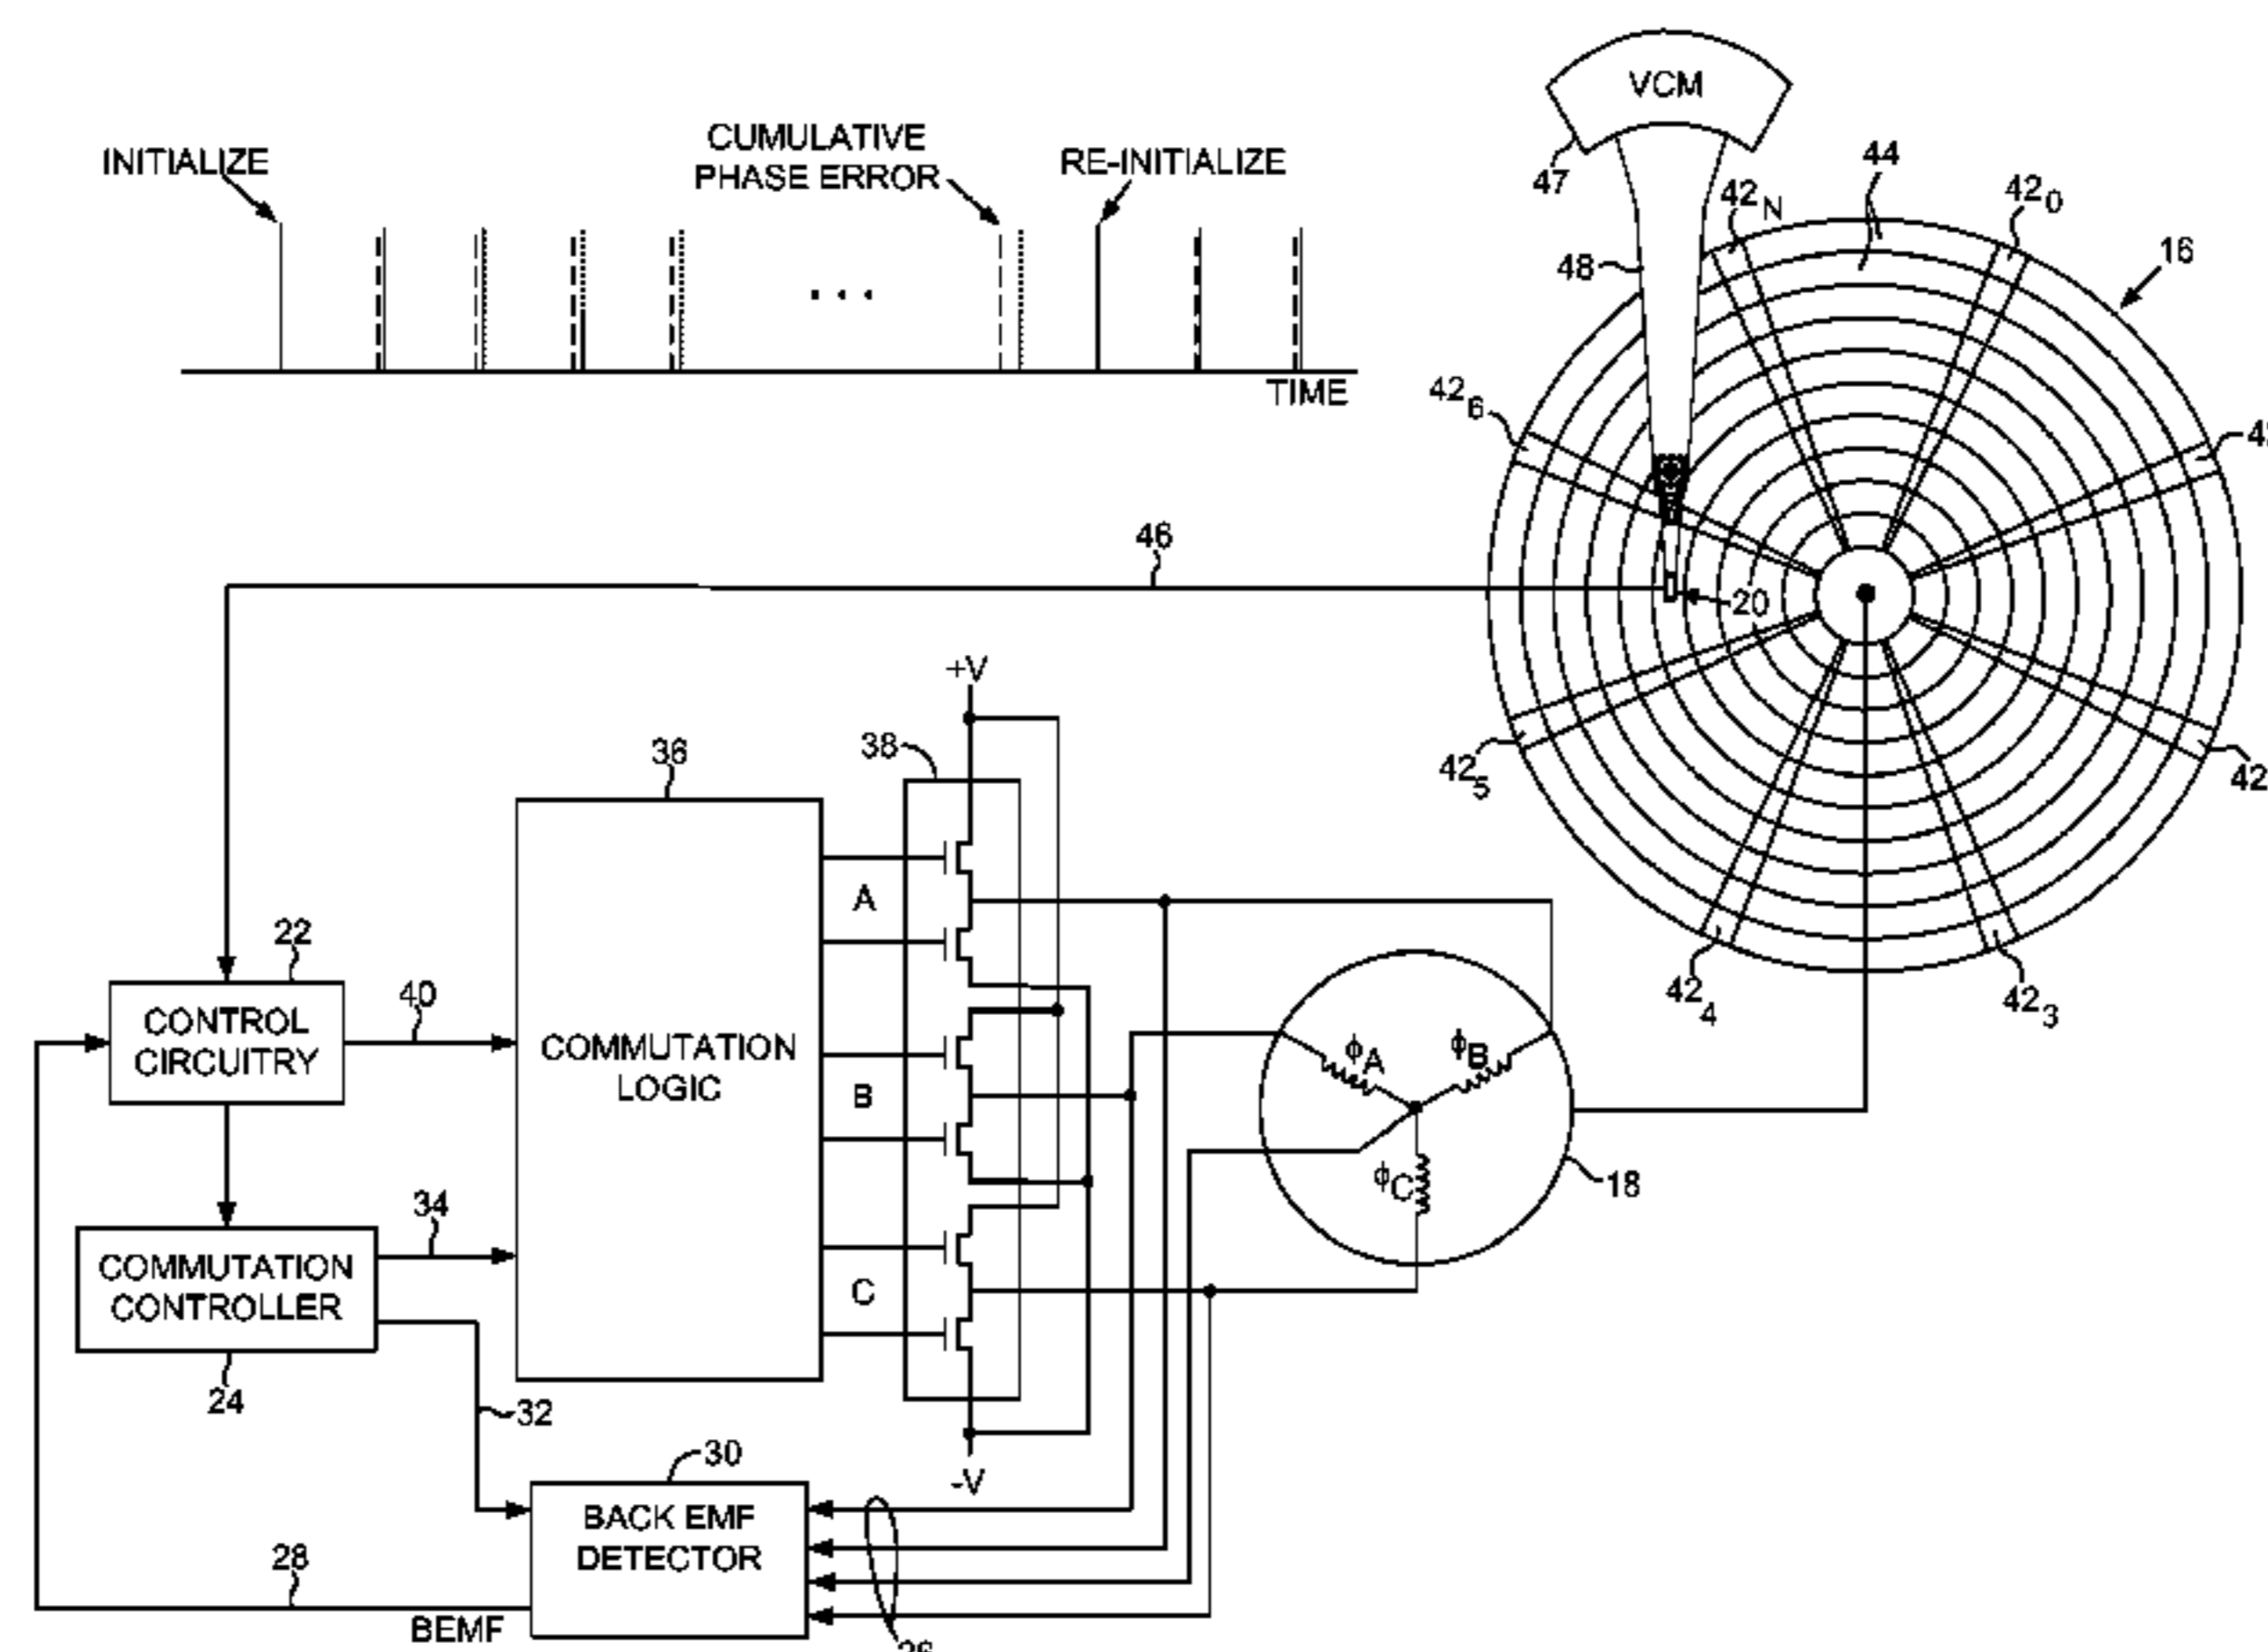 VCM
INITIALIZE
CUMULATIVE
PHASE ERROR
RE-INITIALIZE
TIME
47
48
42N
44
420
16
426
46
20
425
424
423
42
+V
36
38
A
B
C
22
CONTROL
CIRCUITRY
40
COMMUTATION
LOGIC
ϕA
ϕB
ϕC
18
34
COMMUTATION
CONTROLLER
24
32
-V
30
BACK EMF
DETECTOR
28
BEMF